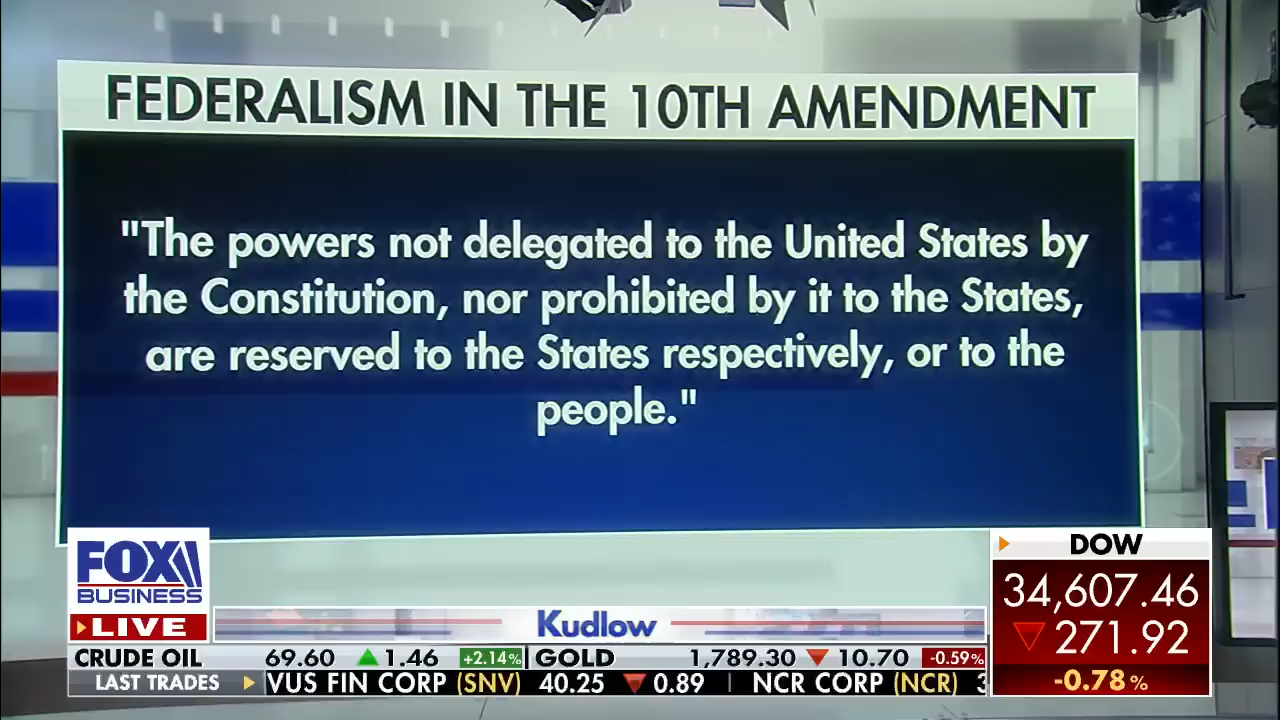 FEDERALISM IN THE 10TH AMENDMENT
"The powers not delegated to the United States by
the Constitution, nor prohibited by it to the States,
are reserved to the States respectively, or to the
people."
FOX
BUSINESS
LIVE
Kudlow
DOW
34,607.46
271.92
-0.78%
CRUDE OIL 69.60 1.46 +2.14% GOLD 1,789.30 10.70 -0.59%
LAST TRADES VUS FIN CORP (SNV) 40.25 0.89 NCR CORP (NCR)